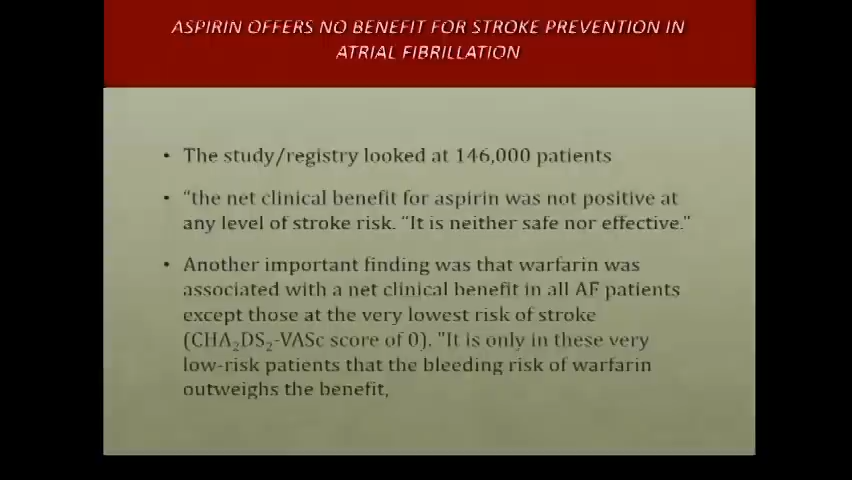 ASPIRIN OFFERS NO BENEFIT FOR STROKE PREVENTION IN
ATRIAL FIBRILLATION
• The study/registry looked at 146,000 patients
• “the net clinical benefit for aspirin was not positive at
any level of stroke risk. “It is neither safe nor effective.”
• Another important finding was that warfarin was
associated with a net clinical benefit in all AF patients
except those at the very lowest risk of stroke
(CHA₂DS₂-VASc score of 0). "It is only in these very
low-risk patients that the bleeding risk of warfarin
outweighs the benefit,